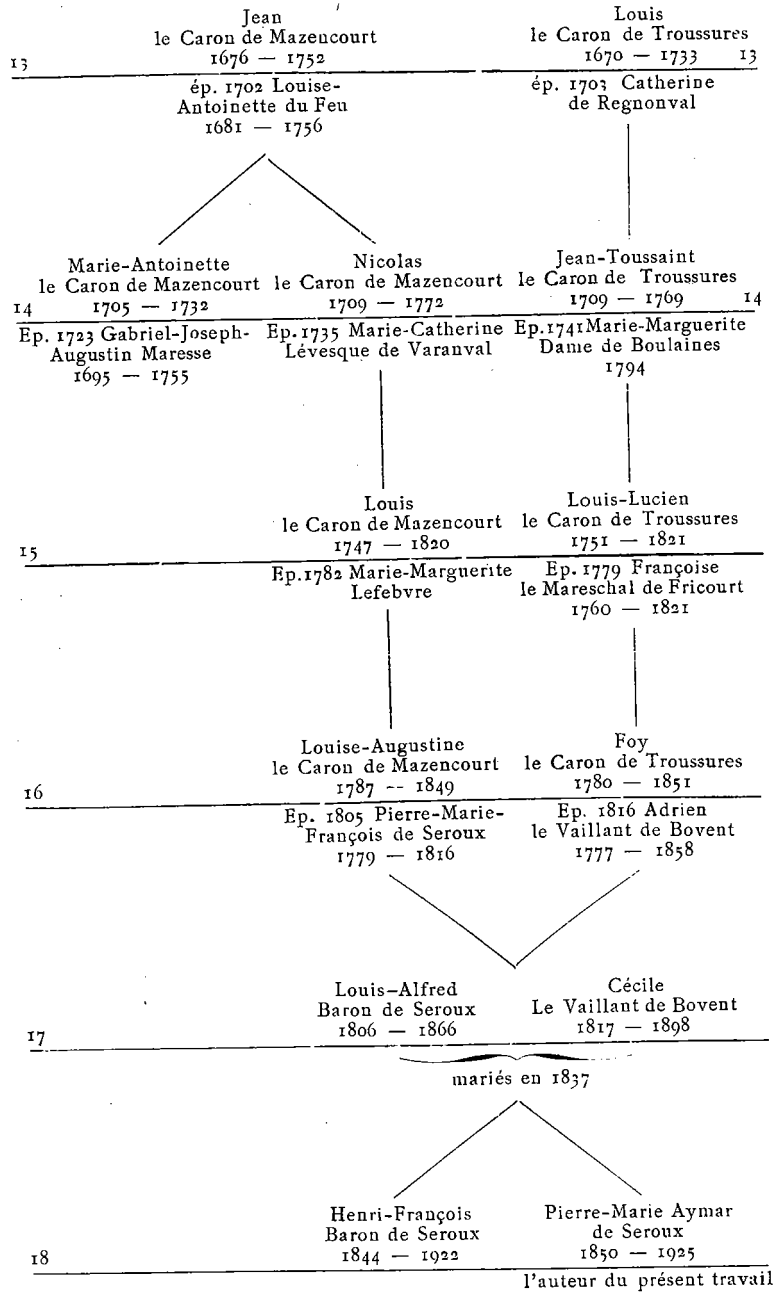 Jean
le Caron de Mazencourt
1676 — 1752
Louis
le Caron de Troussures
13 1670 — 1733 13
ép. 1702 Louise-
Antoinette du Feu
1681 — 1756
ép. 1703 Catherine
de Regnonval
Marie-Antoinette
le Caron de Mazencourt
14 1705 — 1732
Nicolas
le Caron de Mazencourt
1709 — 1772
Jean-Toussaint
le Caron de Troussures
1709 — 1769 14
Ep. 1723 Gabriel-Joseph-
Augustin Maresse
1695 — 1755
Ep. 1735 Marie-Catherine
Lévesque de Varanval
Ep. 1741 Marie-Marguerite
Dame de Boulaines
1794
Louis
le Caron de Mazencourt
15 1747 — 1820
Louis-Lucien
le Caron de Troussures
1751 — 1821
Ep. 1782 Marie-Marguerite
Lefebvre
Ep. 1779 Françoise
le Mareschal de Fricourt
1760 — 1821
Louise-Augustine
le Caron de Mazencourt
16 1787 -- 1849
Foy
le Caron de Troussures
1780 — 1851
Ep. 1805 Pierre-Marie-
François de Seroux
1779 — 1816
Ep. 1816 Adrien
le Vaillant de Bovent
1777 — 1858
Louis-Alfred
Baron de Seroux
17 1806 — 1866
Cécile
Le Vaillant de Bovent
1817 — 1898
mariés en 1837
Henri-François
Baron de Seroux
18 1844 — 1922
Pierre-Marie Aymar
de Seroux
1850 — 1925
l'auteur du présent travail